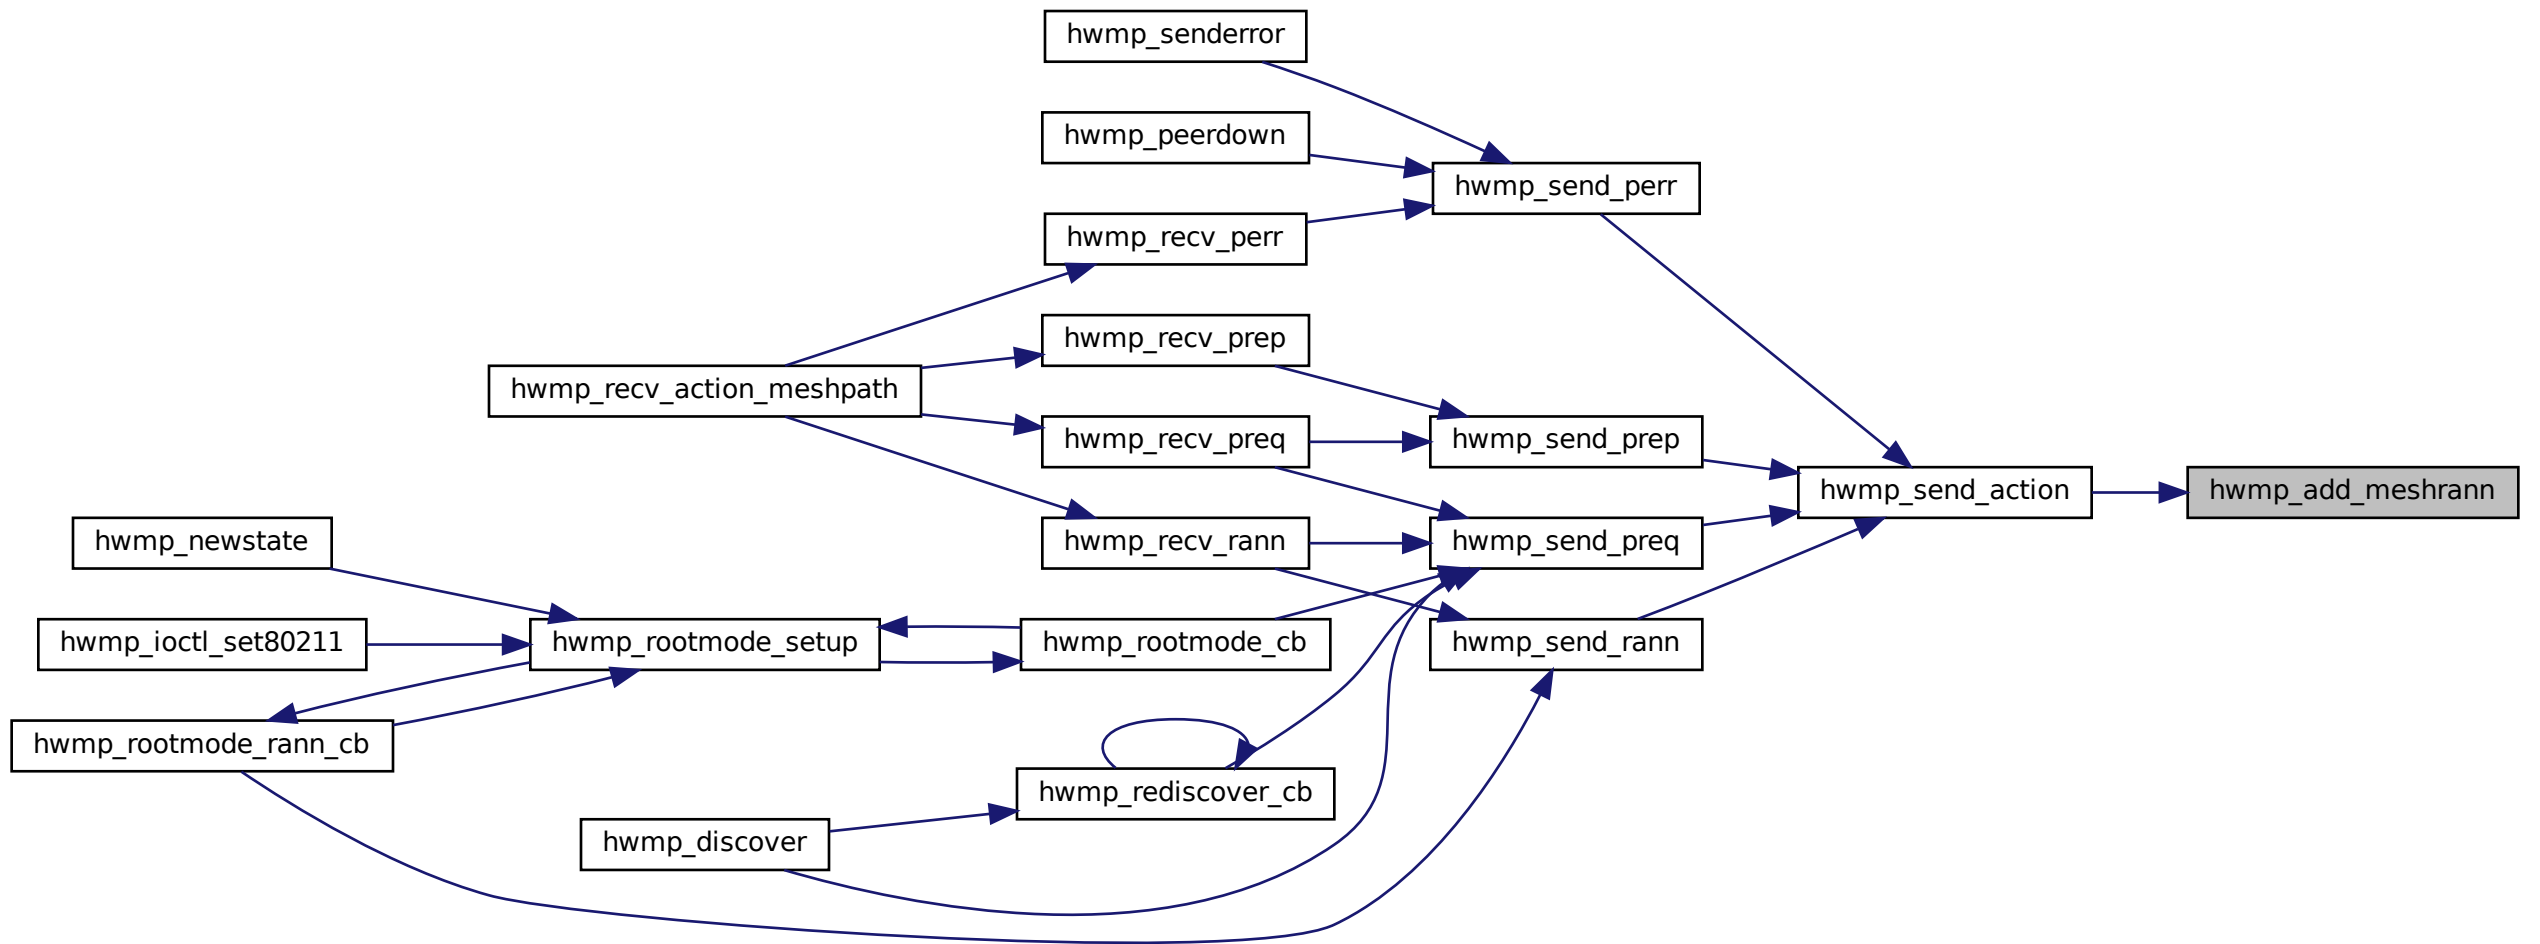 hwmp_senderror
hwmp_peerdown
hwmp_send_perr
hwmp_recv_perr
hwmp_recv_prep
hwmp_recv_action_meshpath
hwmp_recv_preq
hwmp_send_prep
hwmp_send_action
hwmp_add_meshrann
hwmp_newstate
hwmp_recv_rann
hwmp_send_preq
hwmp_ioctl_set80211
hwmp_rootmode_setup
hwmp_rootmode_cb
hwmp_send_rann
hwmp_rootmode_rann_cb
hwmp_rediscover_cb
hwmp_discover